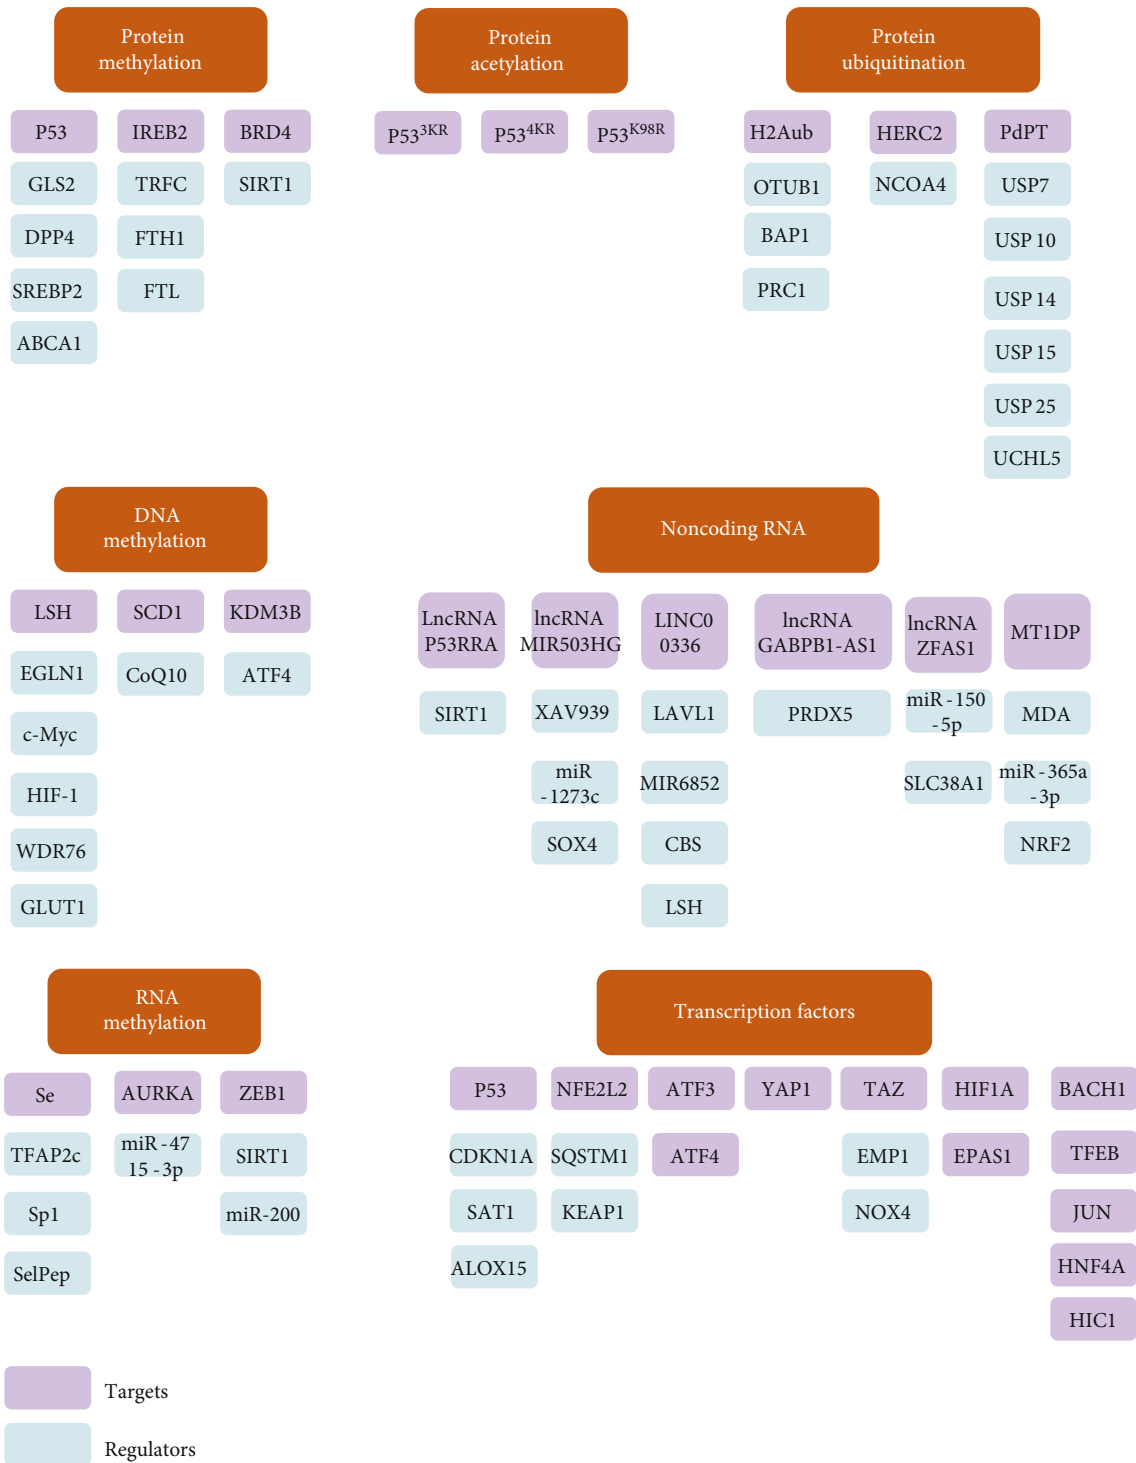 Protein
methylation
Protein
acetylation
Protein
ubiquitination
P53
IREB2
BRD4
P53³ᴷᴿ
P53⁴ᴷᴿ
P53ᴷ⁹⁸ᴿ
H2Aub
HERC2
PdPT
GLS2
TRFC
SIRT1
OTUB1
NCOA4
USP7
DPP4
FTH1
BAP1
USP 10
SREBP2
FTL
PRC1
USP 14
ABCA1
USP 15
USP 25
UCHL5
DNA
methylation
Noncoding RNA
LSH
SCD1
KDM3B
LncRNA
P53RRA
lncRNA
MIR503HG
LINC0
0336
lncRNA
GABPB1-AS1
lncRNA
ZFAS1
MT1DP
EGLN1
CoQ10
ATF4
SIRT1
XAV939
LAVL1
PRDX5
miR-150
-5p
MDA
c-Myc
HIF-1
miR
-1273c
MIR6852
SLC38A1
miR-365a
-3p
WDR76
SOX4
CBS
NRF2
GLUT1
LSH
RNA
methylation
Transcription factors
Se
AURKA
ZEB1
P53
NFE2L2
ATF3
YAP1
TAZ
HIF1A
BACH1
TFAP2c
miR-47
15-3p
SIRT1
CDKN1A
SQSTM1
ATF4
EMP1
EPAS1
TFEB
Sp1
miR-200
SAT1
KEAP1
NOX4
JUN
SelPep
ALOX15
HNF4A
HIC1
Targets
Regulators